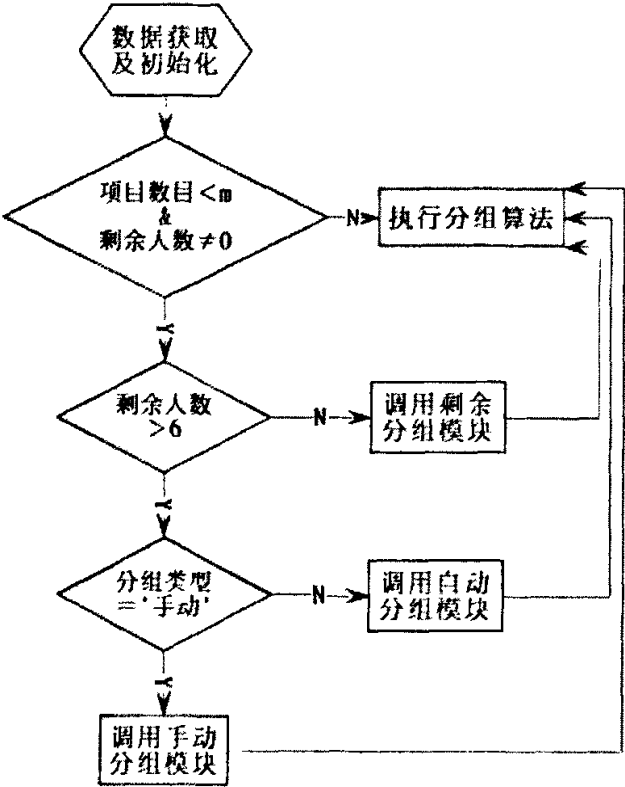 数据获取
及初始化
项目数目<m
&
剩余人数≠0
N
执行分组算法
Y
剩余人数
>6
N
调用剩余
分组模块
Y
分组类型
='手动'
N
调用自动
分组模块
Y
调用手动
分组模块